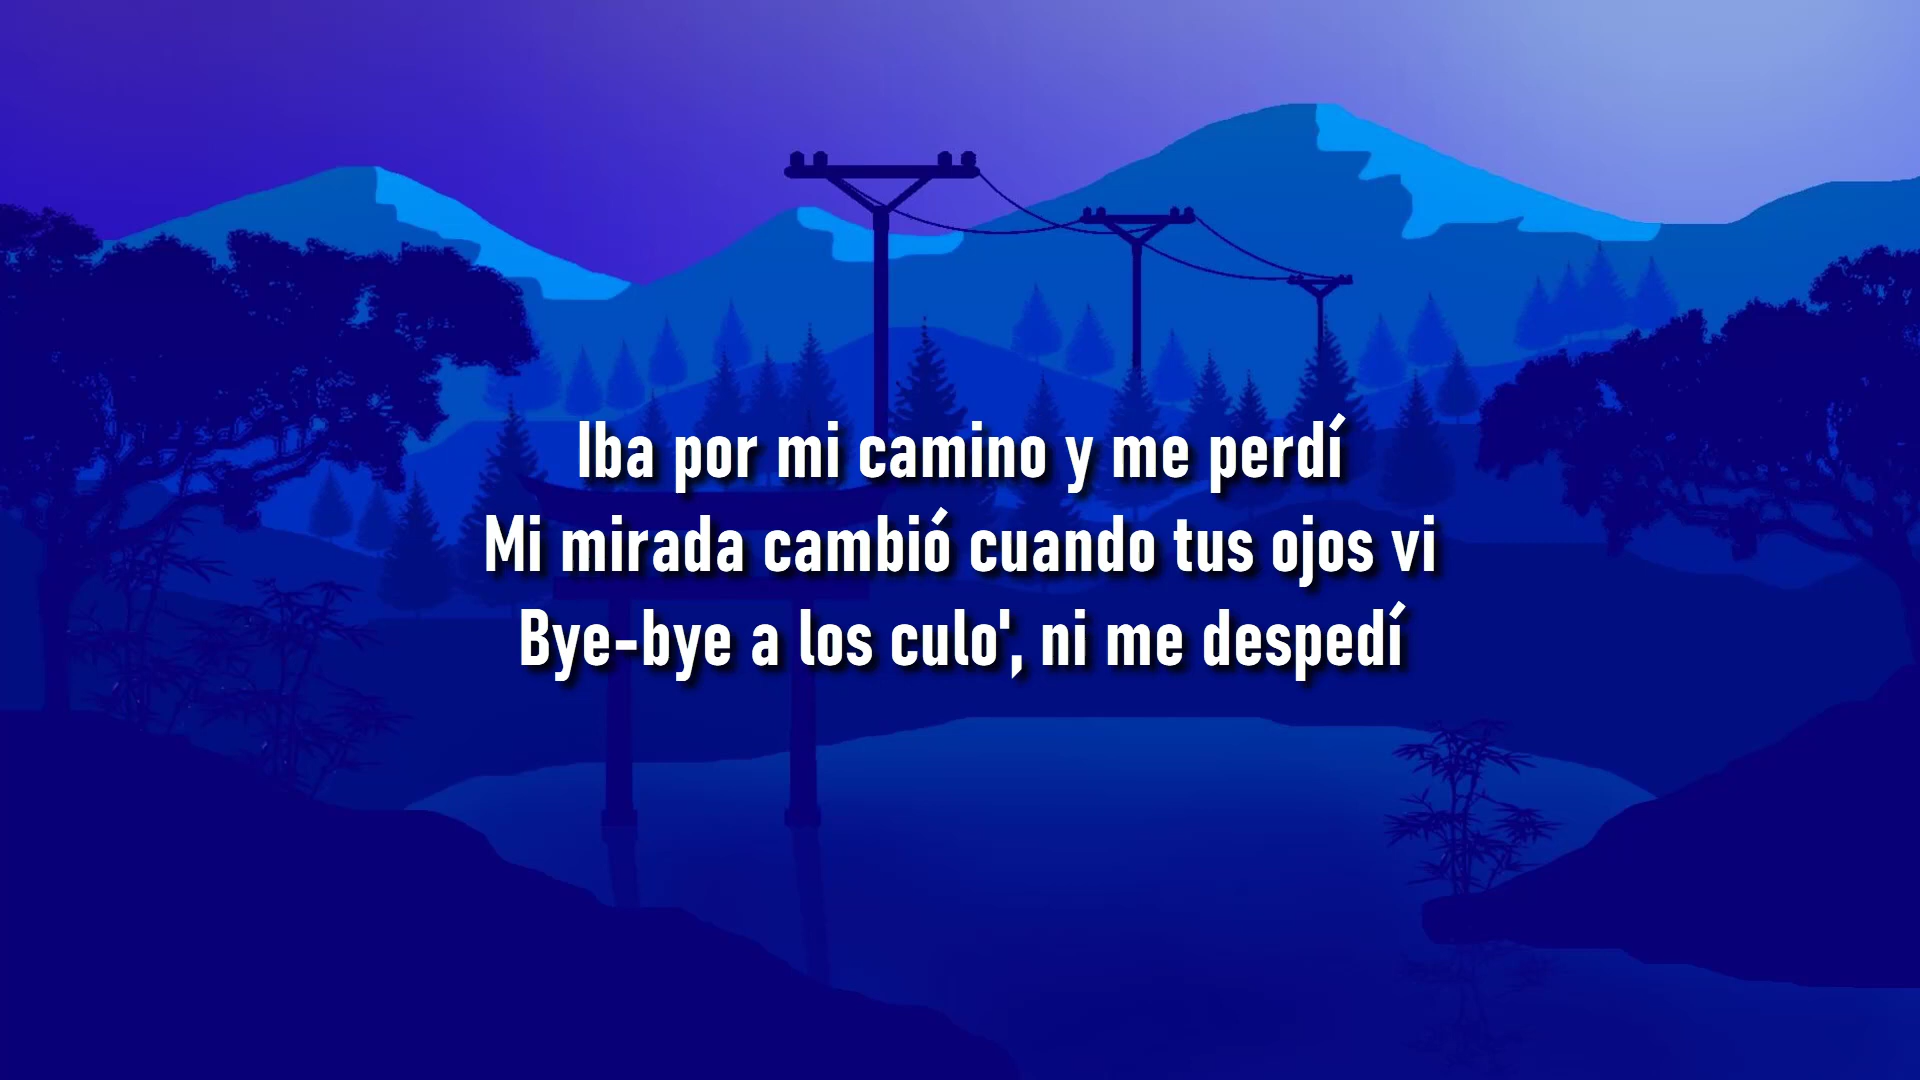 Iba por mi camino y me perdí
Mi mirada cambió cuando tus ojos vi
Bye-bye a los culo', ni me despedí